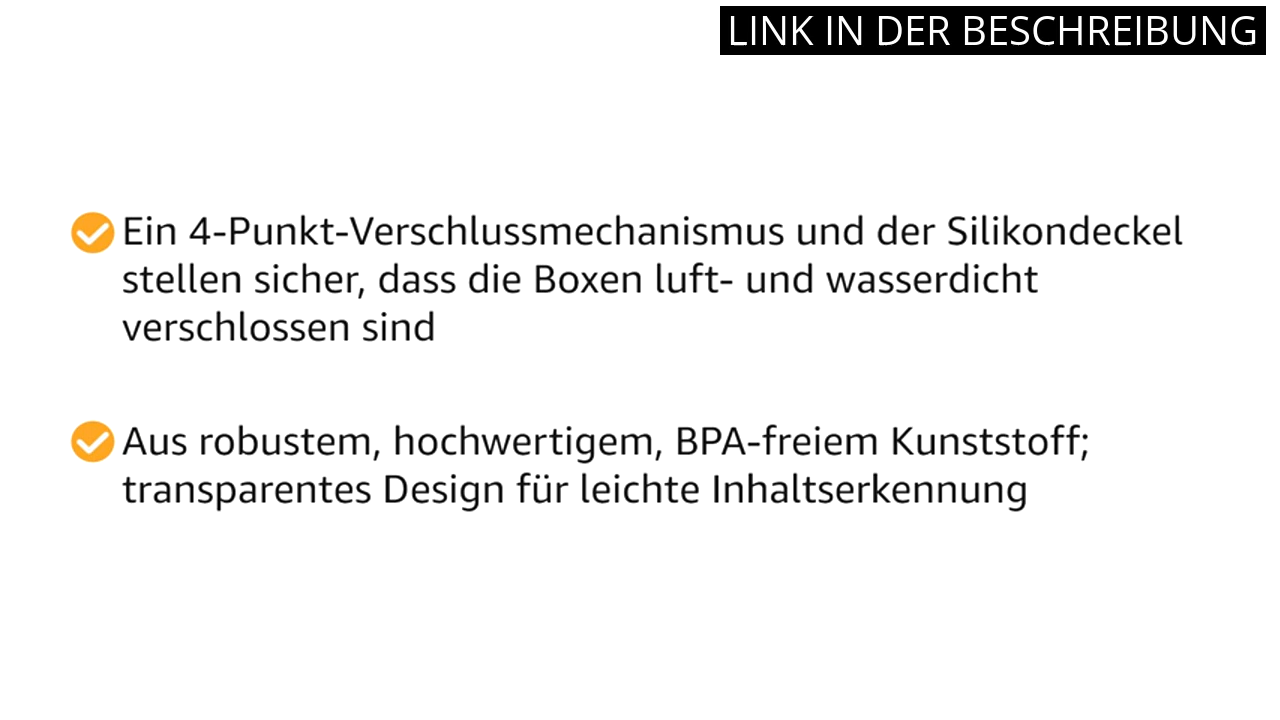 LINK IN DER BESCHREIBUNG
Ein 4-Punkt-Verschlussmechanismus und der Silikondeckel
stellen sicher, dass die Boxen luft- und wasserdicht
verschlossen sind
Aus robustem, hochwertigem, BPA-freiem Kunststoff;
transparentes Design für leichte Inhaltserkennung